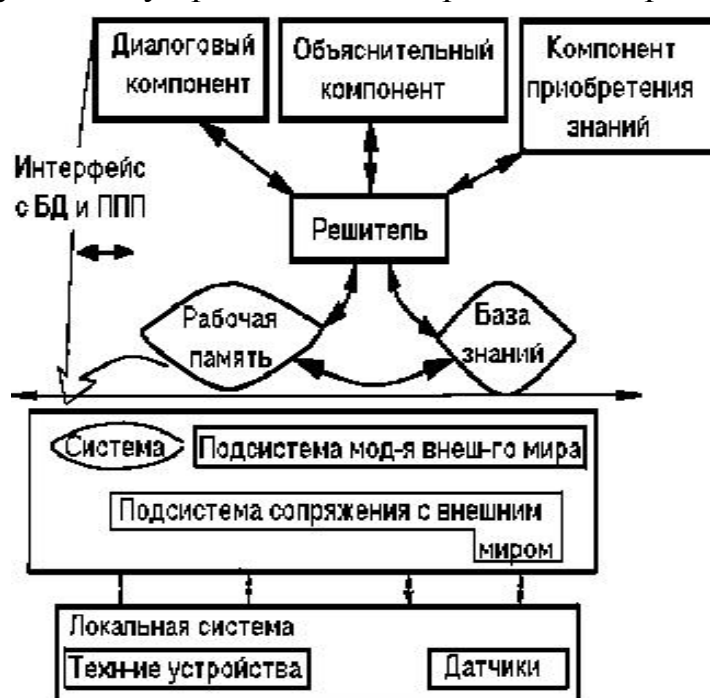 Диалоговый
компонент
Объяснительный
компонент
Компонент
приобретения
знаний
Интерфейс
с БД и ППП
Решитель
Рабочая
память
База
знаний
Система
Подсистема мод-я внеш-го мира
Подсистема сопряжения с внешним
миром
Локальная система
Техн-ие устройства
Датчики